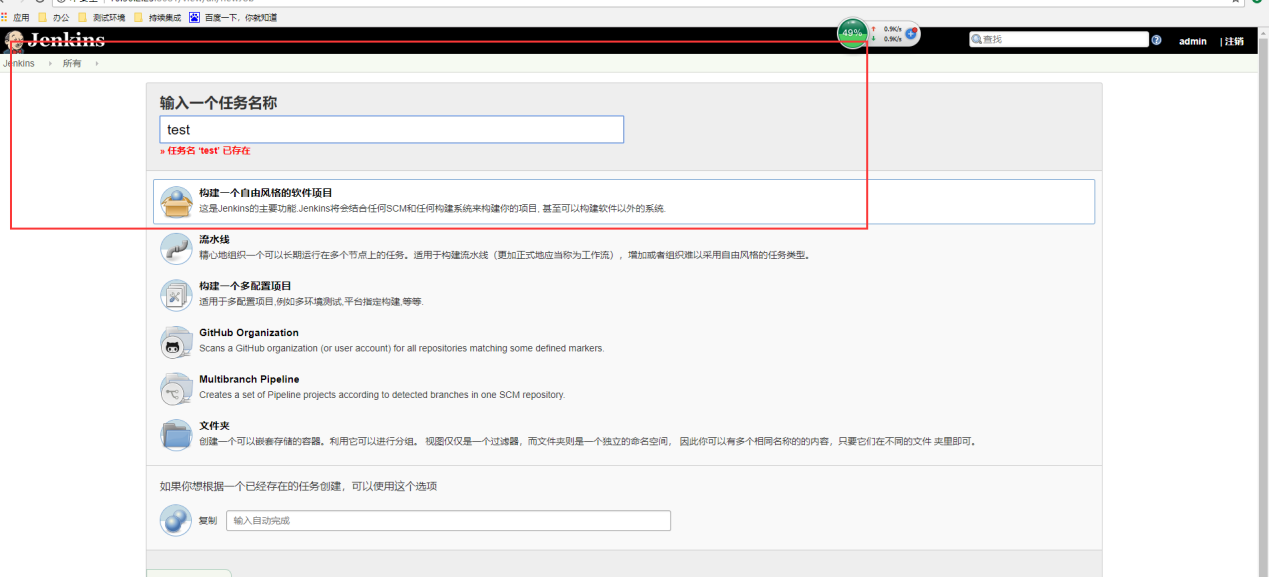 应用 办公 测试环境 持续集成 百度一下，你就知道
Jenkins
49%
0.9K/s
0.9K/s
查找
admin
| 注销
Jenkins
所有
输入一个任务名称
test
» 任务名 'test' 已存在
构建一个自由风格的软件项目
这是Jenkins的主要功能.Jenkins将会结合任何SCM和任何构建系统来构建你的项目, 甚至可以构建软件以外的系统.
流水线
精心地组织一个可以长期运行在多个节点上的任务。适用于构建流水线（更加正式地应当称为工作流），增加或者组织难以采用自由风格的任务类型。
构建一个多配置项目
适用于多配置项目,例如多环境测试,平台指定构建,等等.
GitHub Organization
Scans a GitHub organization (or user account) for all repositories matching some defined markers.
Multibranch Pipeline
Creates a set of Pipeline projects according to detected branches in one SCM repository.
文件夹
创建一个可以嵌套存储的容器。利用它可以进行分组。 视图仅仅是一个过滤器，而文件夹则是一个独立的命名空间， 因此你可以有多个相同名称的的内容，只要它们在不同的文件 夹里即可。
如果你想根据一个已经存在的任务创建，可以使用这个选项
复制
输入自动完成